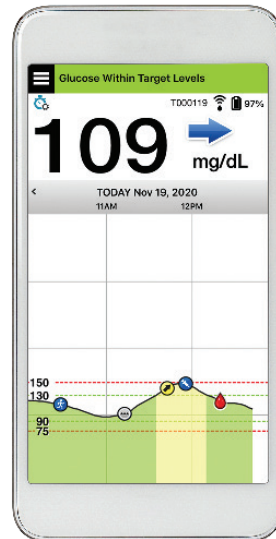 Glucose Within Target Levels
T000119 97%
109
mg/dL
<
TODAY Nov 19, 2020
11AM 12PM
150
130
90
75